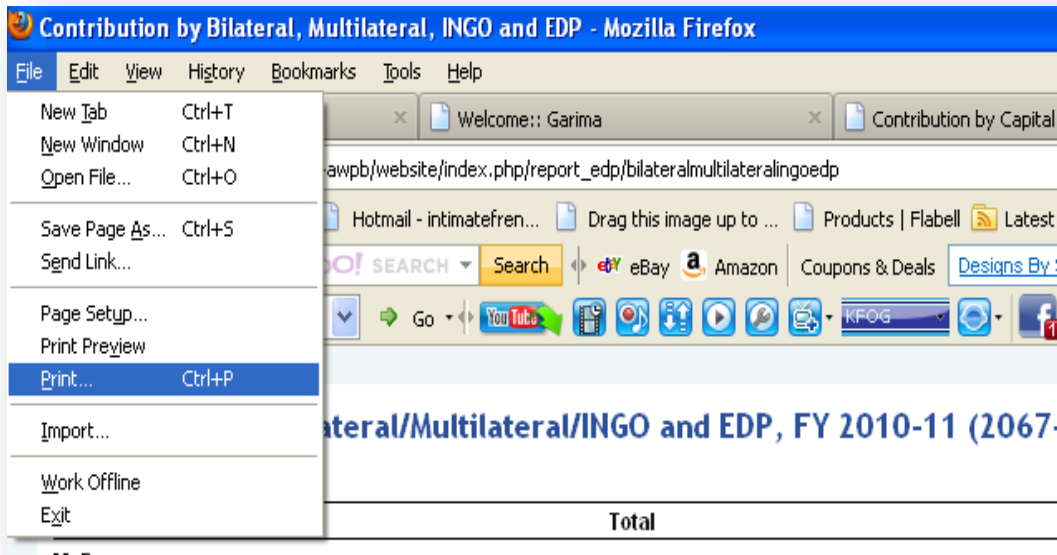 Contribution by Bilateral, Multilateral, INGO and EDP - Mozilla Firefox
File Edit View History Bookmarks Tools Help
New Tab Ctrl+T
New Window Ctrl+N
Open File... Ctrl+O
Save Page As... Ctrl+S
Send Link...
Page Setup...
Print Preview
Print... Ctrl+P
Import...
Work Offline
Exit
Welcome:: Garima Contribution by Capital
-awpb/website/index.php/report_edp/bilateralmultilateralingoedp
Hotmail - intimatefren... Drag this image up to ... Products | Flabell Latest
OO! SEARCH Search eBay a Amazon Coupons & Deals Designs By
Go You Tube KFOG f 1
ateral/Multilateral/INGO and EDP, FY 2010-11 (2067-
Total